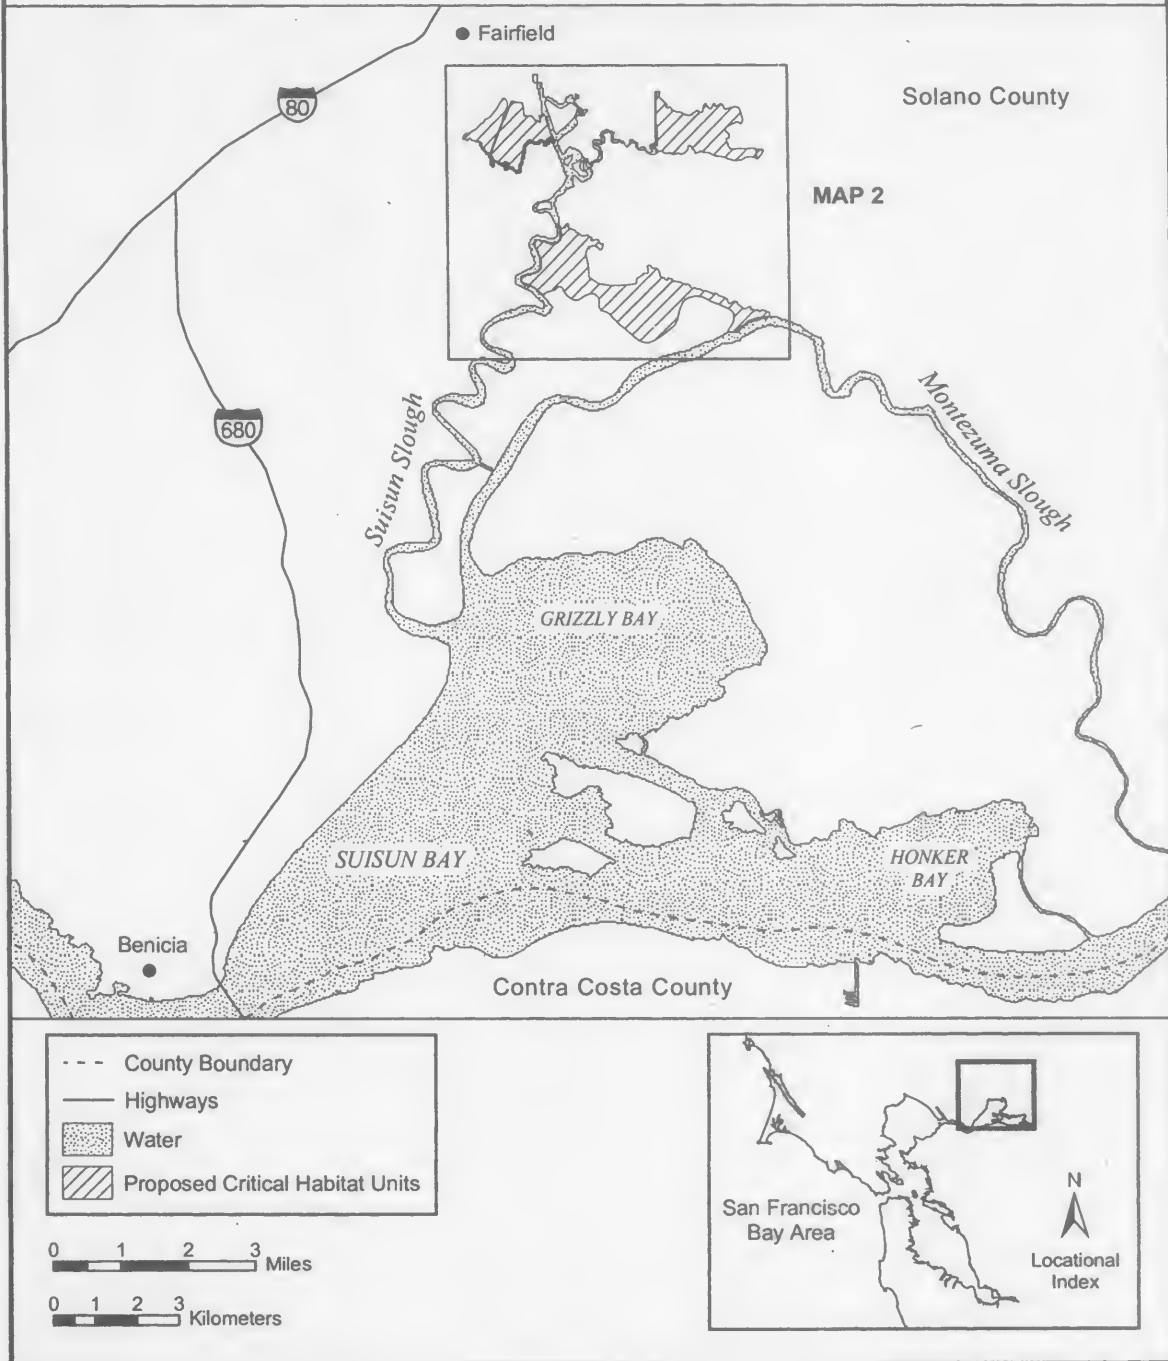 Fairfield
80
Solano County
MAP 2
680
Suisun Slough
Montezuma Slough
GRIZZLY BAY
SUISUN BAY
HONKER
BAY
Benicia
Contra Costa County
County Boundary
Highways
Water
Proposed Critical Habitat Units
0 1 2 3 Miles
0 1 2 3 Kilometers
San Francisco
Bay Area
N
Locational
Index